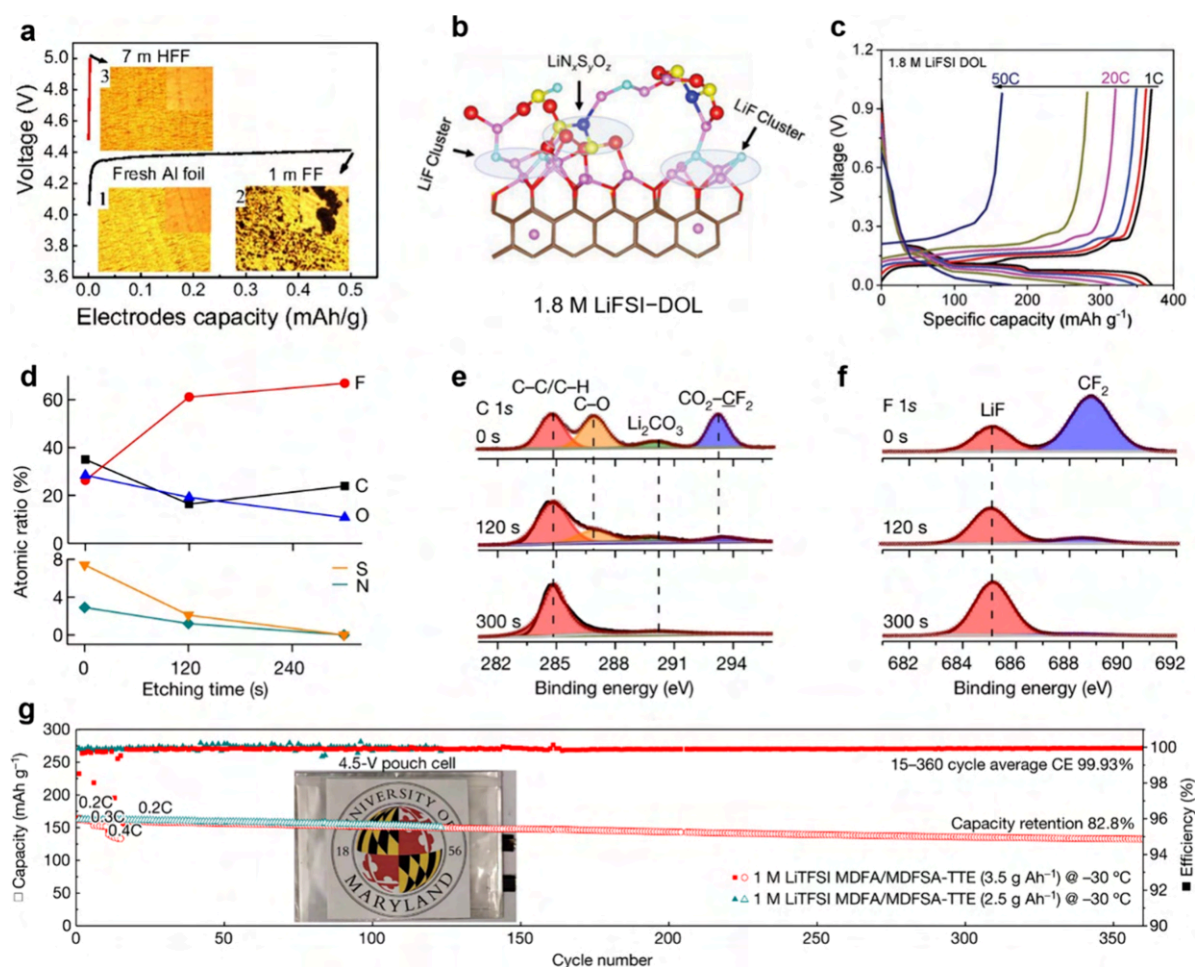 a
5.0
4.8
4.6
4.4
4.2
4.0
3.8
3.6
Voltage (V)
7 m HFF
3
Fresh Al foil
1
1 m FF
2
0.0 0.1 0.2 0.3 0.4 0.5
Electrodes capacity (mAh/g)
b
LiNₓSᵧO_z
LiF Cluster
LiF Cluster
1.8 M LiFSI–DOL
c
1.2
0.9
0.6
0.3
0.0
Voltage (V)
1.8 M LiFSI DOL
50C 20C 1C
0 100 200 300 400
Specific capacity (mAh g⁻¹)
d
60
40
20
0
8
4
0
Atomic ratio (%)
F
C
O
S
N
0 120 240
Etching time (s)
e
C–C/C–H
C–O
Li₂CO₃
CO₂–CF₂
C 1s
0 s
120 s
300 s
282 285 288 291 294
Binding energy (eV)
f
F 1s
LiF
CF₂
0 s
120 s
300 s
682 684 686 688 690 692
Binding energy (eV)
g
300
250
200
150
100
50
0
□ Capacity (mAh g⁻¹)
0.2C
0.3C
0.4C
0.2C
4.5-V pouch cell
UNIVERSITY OF
18 56
MARYLAND
15–360 cycle average CE 99.93%
Capacity retention 82.8%
1 M LiTFSI MDFA/MDFSA-TTE (3.5 g Ah⁻¹) @ –30 ºC
1 M LiTFSI MDFA/MDFSA-TTE (2.5 g Ah⁻¹) @ –30 ºC
100
98
96
94
92
90
■ Efficiency (%)
0 50 100 150 200 250 300 350
Cycle number